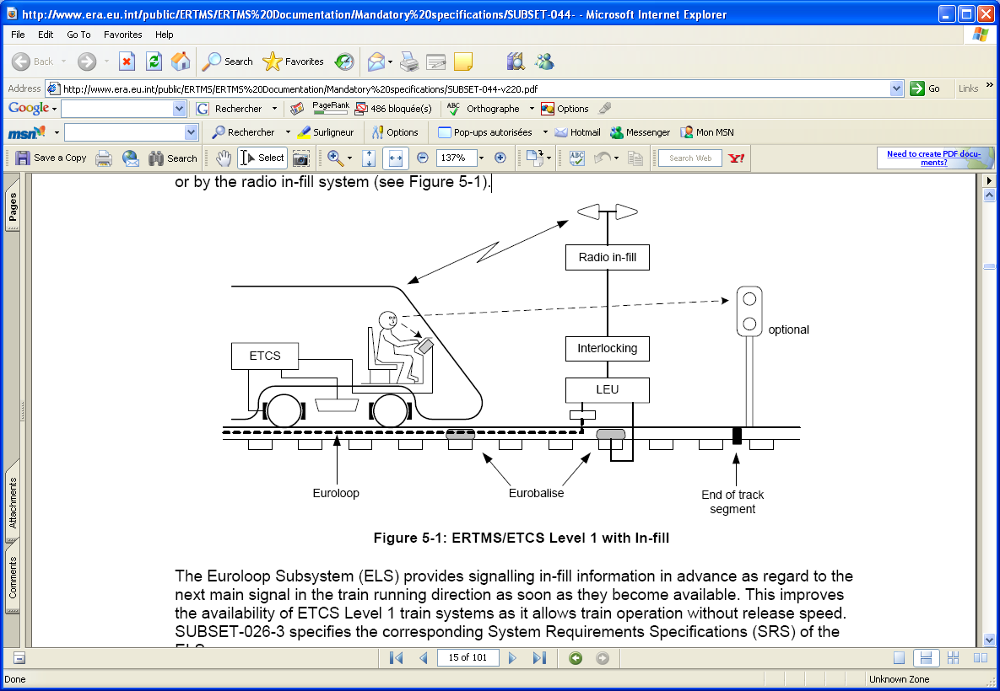 http://www.era.eu.int/public/ERTMS/ERTMS%20Documentation/Mandatory%20specifications/SUBSET-044- - Microsoft Internet Explorer
File Edit Go To Favorites Help
Back Search Favorites
Address http://www.era.eu.int/public/ERTMS/ERTMS%20Documentation/Mandatory%20specifications/SUBSET-044-v220.pdf Go Links »
Google G Rechercher PageRank 486 bloquée(s) ABC Orthographe Options
msn Rechercher Surligneur Options Pop-ups autorisées Hotmail Messenger Mon MSN
Save a Copy Search Select 137% Search Web Y! Need to create PDF docu-
ments?
Pages
Attachments
Comments
or by the radio in-fill system (see Figure 5-1).
Radio in-fill
optional
Interlocking
ETCS
LEU
Euroloop
Eurobalise
End of track
segment
Figure 5-1: ERTMS/ETCS Level 1 with In-fill
The Euroloop Subsystem (ELS) provides signalling in-fill information in advance as regard to the
next main signal in the train running direction as soon as they become available. This improves
the availability of ETCS Level 1 train systems as it allows train operation without release speed.
SUBSET-026-3 specifies the corresponding System Requirements Specifications (SRS) of the
ELS
15 of 101
Done Unknown Zone